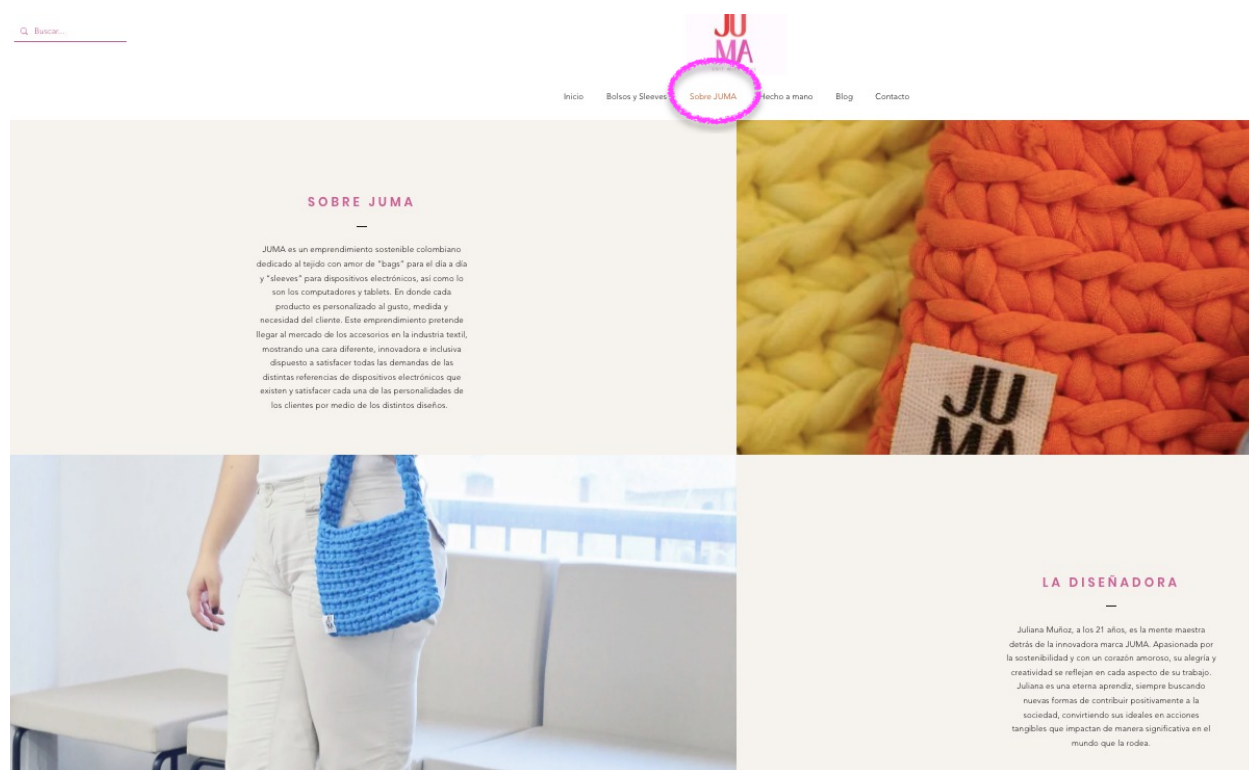 Buscar...
JU
MA
Inicio Bolsos y Sleeves Sobre JUMA Hecho a mano Blog Contacto
SOBRE JUMA
JUMA es un emprendimiento sostenible colombiano
dedicado al tejido con amor de "bags" para el día a día
y "sleeves" para dispositivos electrónicos, así como lo
son los computadores y tablets. En donde cada
producto es personalizado al gusto, medida y
necesidad del cliente. Este emprendimiento pretende
llegar al mercado de los accesorios en la industria textil,
mostrando una cara diferente, innovadora e inclusiva
dispuesto a satisfacer todas las demandas de las
distintas referencias de dispositivos electrónicos que
existen y satisfacer cada una de las personalidades de
los clientes por medio de los distintos diseños.
JU
MA
LA DISEÑADORA
Juliana Muñoz, a los 21 años, es la mente maestra
detrás de la innovadora marca JUMA. Apasionada por
la sostenibilidad y con un corazón amoroso, su alegría y
creatividad se reflejan en cada aspecto de su trabajo.
Juliana es una eterna aprendiz, siempre buscando
nuevas formas de contribuir positivamente a la
sociedad, convirtiendo sus ideales en acciones
tangibles que impactan de manera significativa en el
mundo que la rodea.